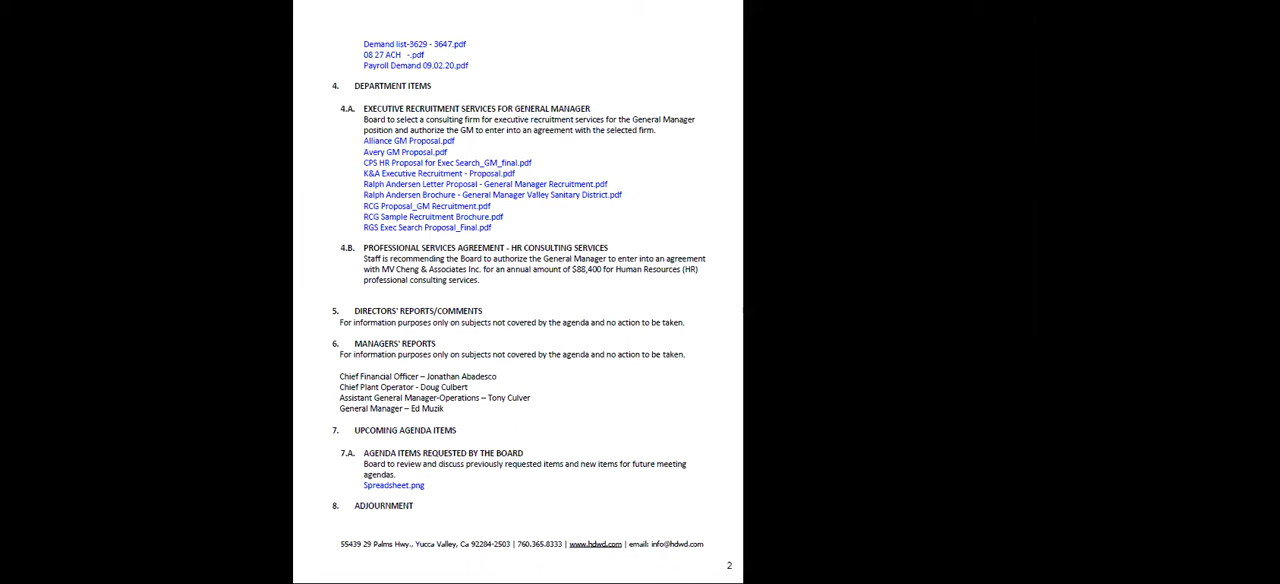 Demand list-3629 - 3647.pdf
08 27 ACH -.pdf
Payroll Demand 09.02.20.pdf
4. DEPARTMENT ITEMS
4.A. EXECUTIVE RECRUITMENT SERVICES FOR GENERAL MANAGER
Board to select a consulting firm for executive recruitment services for the General Manager
position and authorize the GM to enter into an agreement with the selected firm.
Alliance GM Proposal.pdf
Avery GM Proposal.pdf
CPS HR Proposal for Exec Search_GM_final.pdf
K&A Executive Recruitment - Proposal.pdf
Ralph Andersen Letter Proposal - General Manager Recruitment.pdf
Ralph Andersen Brochure - General Manager Valley Sanitary District.pdf
RCG Proposal_GM Recruitment.pdf
RCG Sample Recruitment Brochure.pdf
RGS Exec Search Proposal_Final.pdf
4.B. PROFESSIONAL SERVICES AGREEMENT - HR CONSULTING SERVICES
Staff is recommending the Board to authorize the General Manager to enter into an agreement
with MV Cheng & Associates Inc. for an annual amount of $88,400 for Human Resources (HR)
professional consulting services.
5. DIRECTORS' REPORTS/COMMENTS
For information purposes only on subjects not covered by the agenda and no action to be taken.
6. MANAGERS' REPORTS
For information purposes only on subjects not covered by the agenda and no action to be taken.
Chief Financial Officer – Jonathan Abadesco
Chief Plant Operator - Doug Culbert
Assistant General Manager-Operations – Tony Culver
General Manager – Ed Muzik
7. UPCOMING AGENDA ITEMS
7.A. AGENDA ITEMS REQUESTED BY THE BOARD
Board to review and discuss previously requested items and new items for future meeting
agendas.
Spreadsheet.png
8. ADJOURNMENT
55439 29 Palms Hwy., Yucca Valley, Ca 92284-2503 | 760.365.8333 | www.hdwd.com | email: info@hdwd.com
2